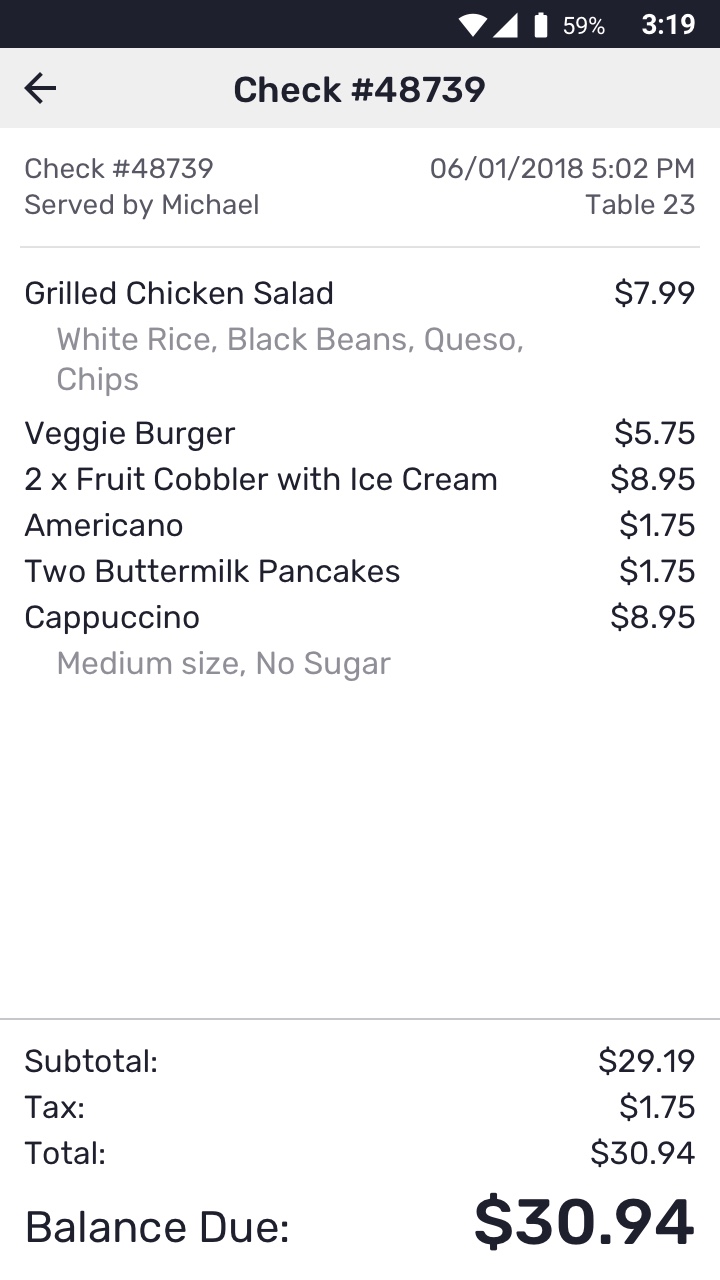 59% 3:19
Check #48739
Check #48739 06/01/2018 5:02 PM
Served by Michael Table 23
Grilled Chicken Salad $7.99
White Rice, Black Beans, Queso,
Chips
Veggie Burger $5.75
2 x Fruit Cobbler with Ice Cream $8.95
Americano $1.75
Two Buttermilk Pancakes $1.75
Cappuccino $8.95
Medium size, No Sugar
Subtotal: $29.19
Tax: $1.75
Total: $30.94
Balance Due: $30.94